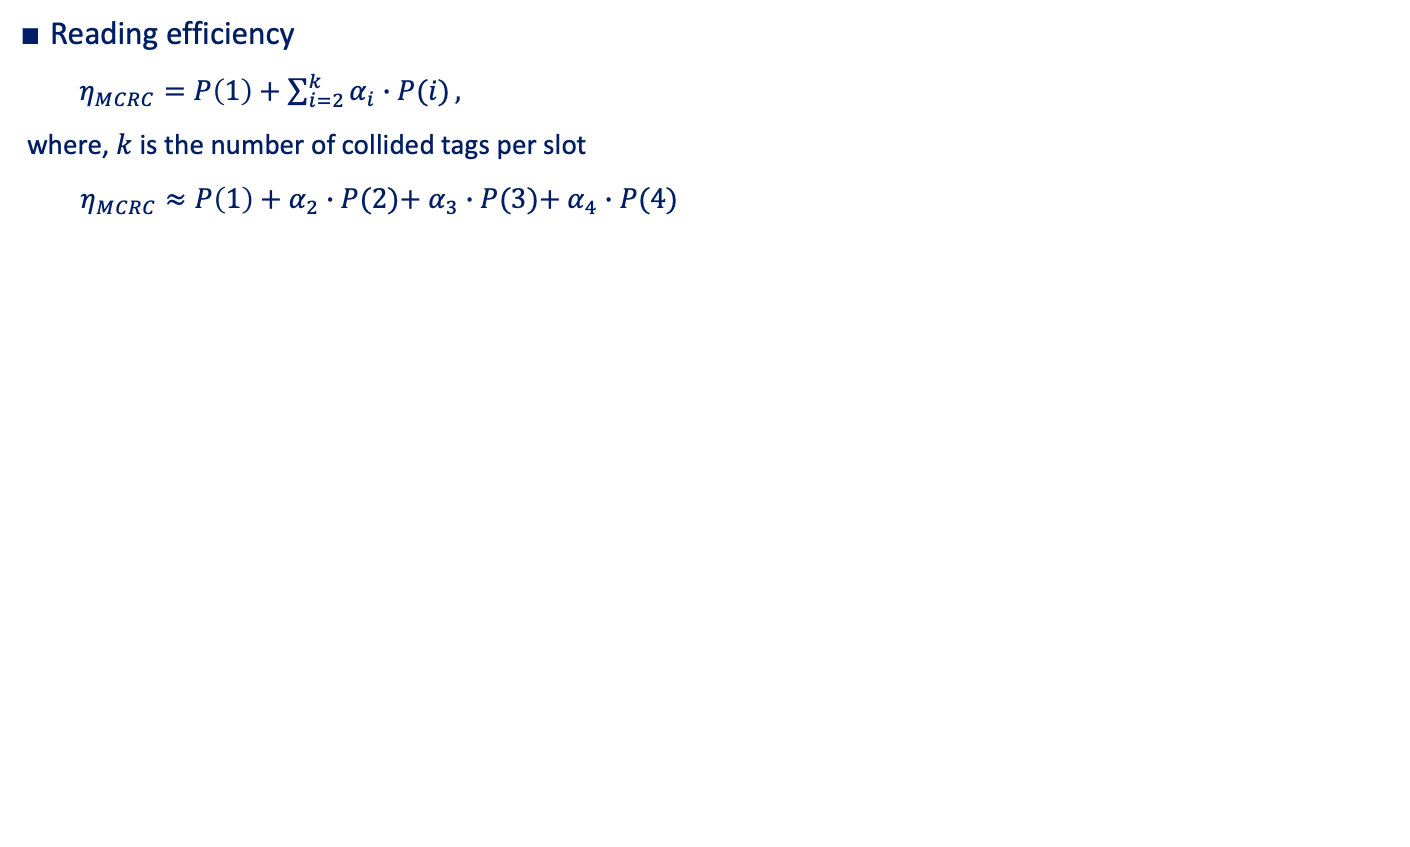 ■ Reading efficiency
η_MCRC = P(1) + ∑_{i=2}^{k} α_i · P(i),
where, k is the number of collided tags per slot
η_MCRC ≈ P(1) + α_2 · P(2)+ α_3 · P(3)+ α_4 · P(4)